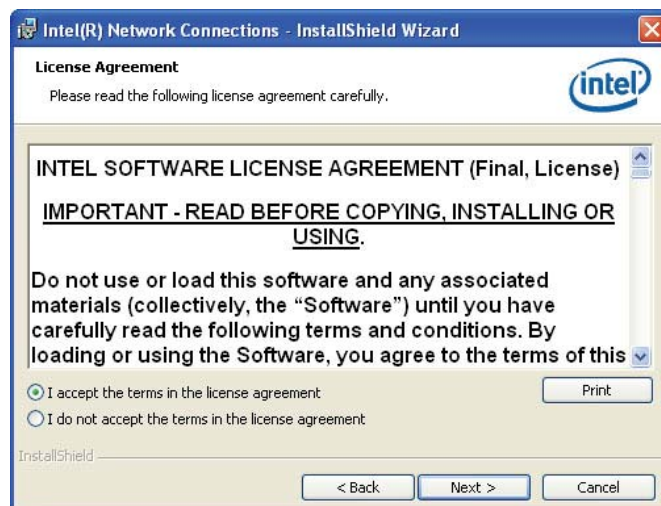 Intel(R) Network Connections - InstallShield Wizard
License Agreement
Please read the following license agreement carefully.
intel
INTEL SOFTWARE LICENSE AGREEMENT (Final, License)
IMPORTANT - READ BEFORE COPYING, INSTALLING OR
USING.
Do not use or load this software and any associated
materials (collectively, the “Software”) until you have
carefully read the following terms and conditions. By
loading or using the Software, you agree to the terms of this
I accept the terms in the license agreement
Print
I do not accept the terms in the license agreement
InstallShield
< Back
Next >
Cancel